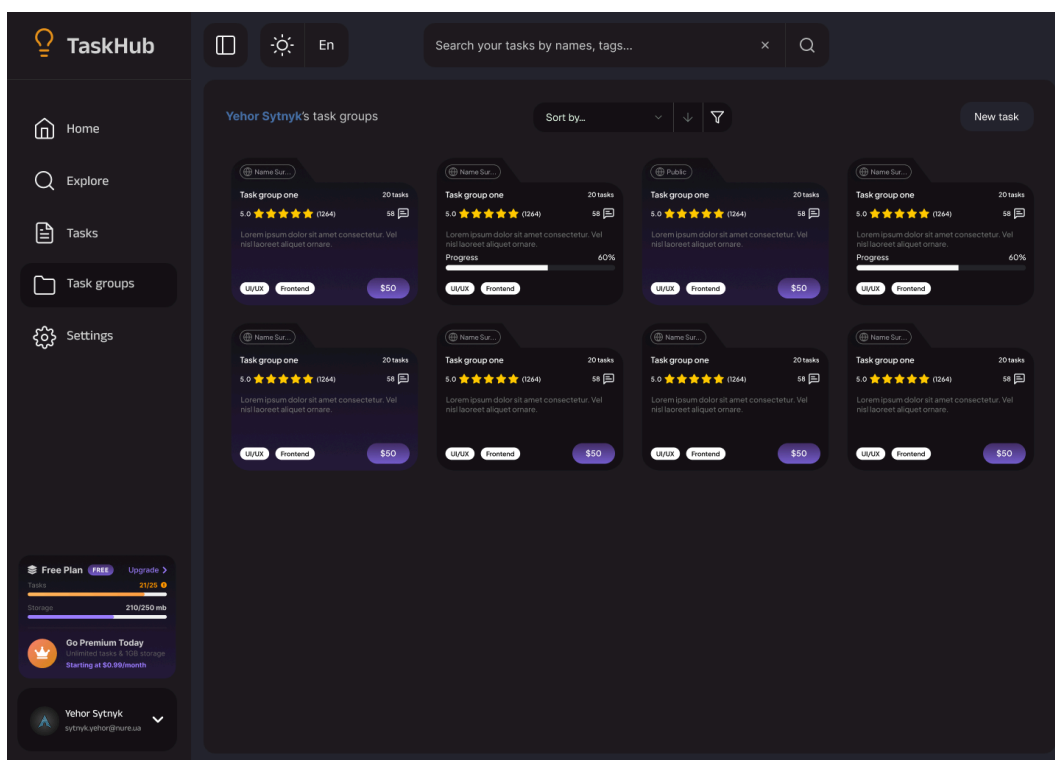 TaskHub
En
Search your tasks by names, tags...
Home
Explore
Tasks
Task groups
Settings
Yehor Sytnyk's task groups
Sort by...
New task
Name Sur...
Task group one 20 tasks
5.0 (1264) 58
Lorem ipsum dolor sit amet consectetur. Vel
nisl laoreet aliquet ornare.
UI/UX Frontend $50
Name Sur...
Task group one 20 tasks
5.0 (1264) 58
Lorem ipsum dolor sit amet consectetur. Vel
nisl laoreet aliquet ornare.
Progress 60%
UI/UX Frontend
Public
Task group one 20 tasks
5.0 (1264) 58
Lorem ipsum dolor sit amet consectetur. Vel
nisl laoreet aliquet ornare.
UI/UX Frontend $50
Name Sur...
Task group one 20 tasks
5.0 (1264) 58
Lorem ipsum dolor sit amet consectetur. Vel
nisl laoreet aliquet ornare.
Progress 60%
UI/UX Frontend
Name Sur...
Task group one 20 tasks
5.0 (1264) 58
Lorem ipsum dolor sit amet consectetur. Vel
nisl laoreet aliquet ornare.
UI/UX Frontend $50
Name Sur...
Task group one 20 tasks
5.0 (1264) 58
Lorem ipsum dolor sit amet consectetur. Vel
nisl laoreet aliquet ornare.
UI/UX Frontend $50
Name Sur...
Task group one 20 tasks
5.0 (1264) 58
Lorem ipsum dolor sit amet consectetur. Vel
nisl laoreet aliquet ornare.
UI/UX Frontend $50
Name Sur...
Task group one 20 tasks
5.0 (1264) 58
Lorem ipsum dolor sit amet consectetur. Vel
nisl laoreet aliquet ornare.
UI/UX Frontend $50
Free Plan FREE Upgrade
Tasks 21/25
Storage 210/250 mb
Go Premium Today
Unlimited tasks & 1GB storage
Starting at $0.99/month
Yehor Sytnyk
sytnyk.yehor@nure.ua